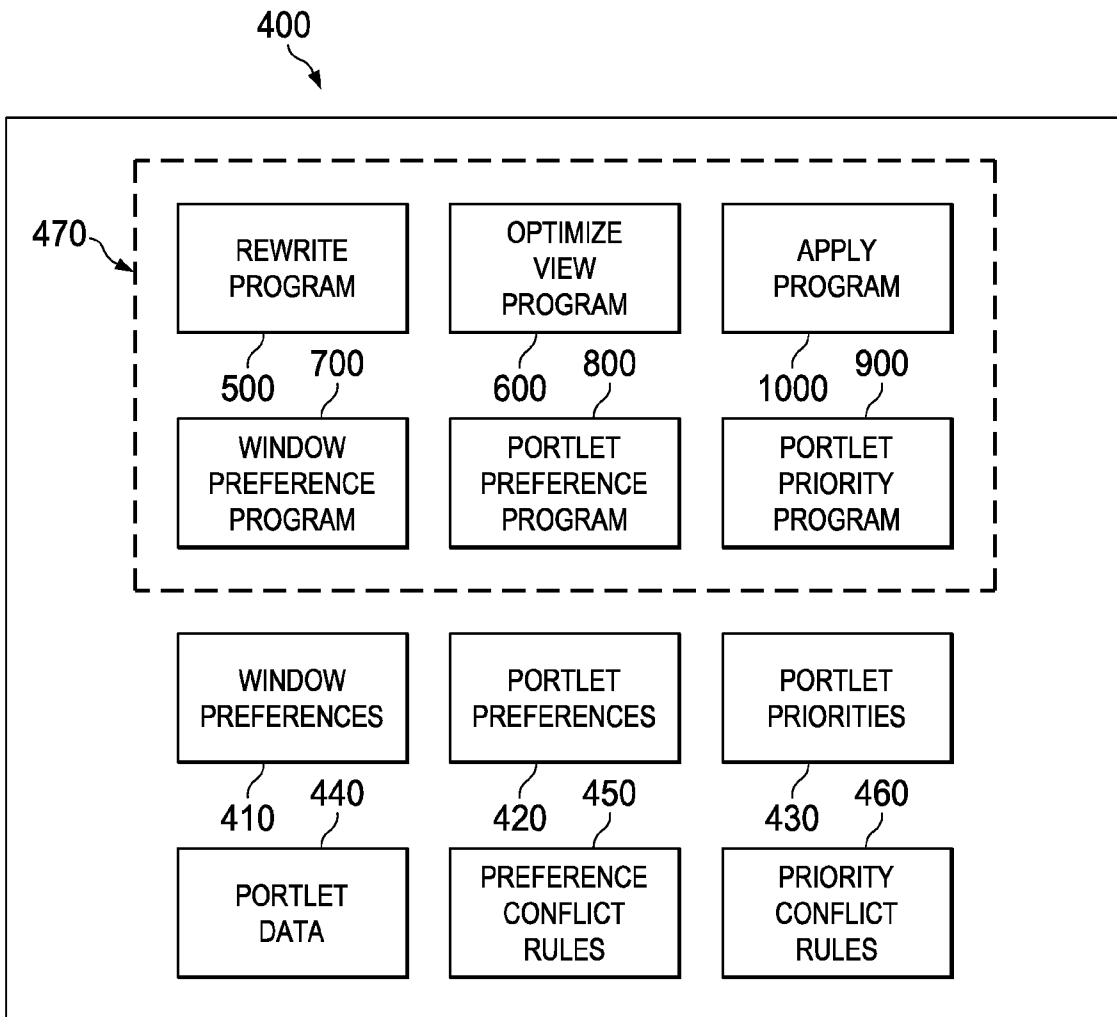 400
470
REWRITE
PROGRAM
OPTIMIZE
VIEW
PROGRAM
APPLY
PROGRAM
500
700
600
800
1000
900
WINDOW
PREFERENCE
PROGRAM
PORTLET
PREFERENCE
PROGRAM
PORTLET
PRIORITY
PROGRAM
WINDOW
PREFERENCES
PORTLET
PREFERENCES
PORTLET
PRIORITIES
410
440
420
450
430
460
PORTLET
DATA
PREFERENCE
CONFLICT
RULES
PRIORITY
CONFLICT
RULES